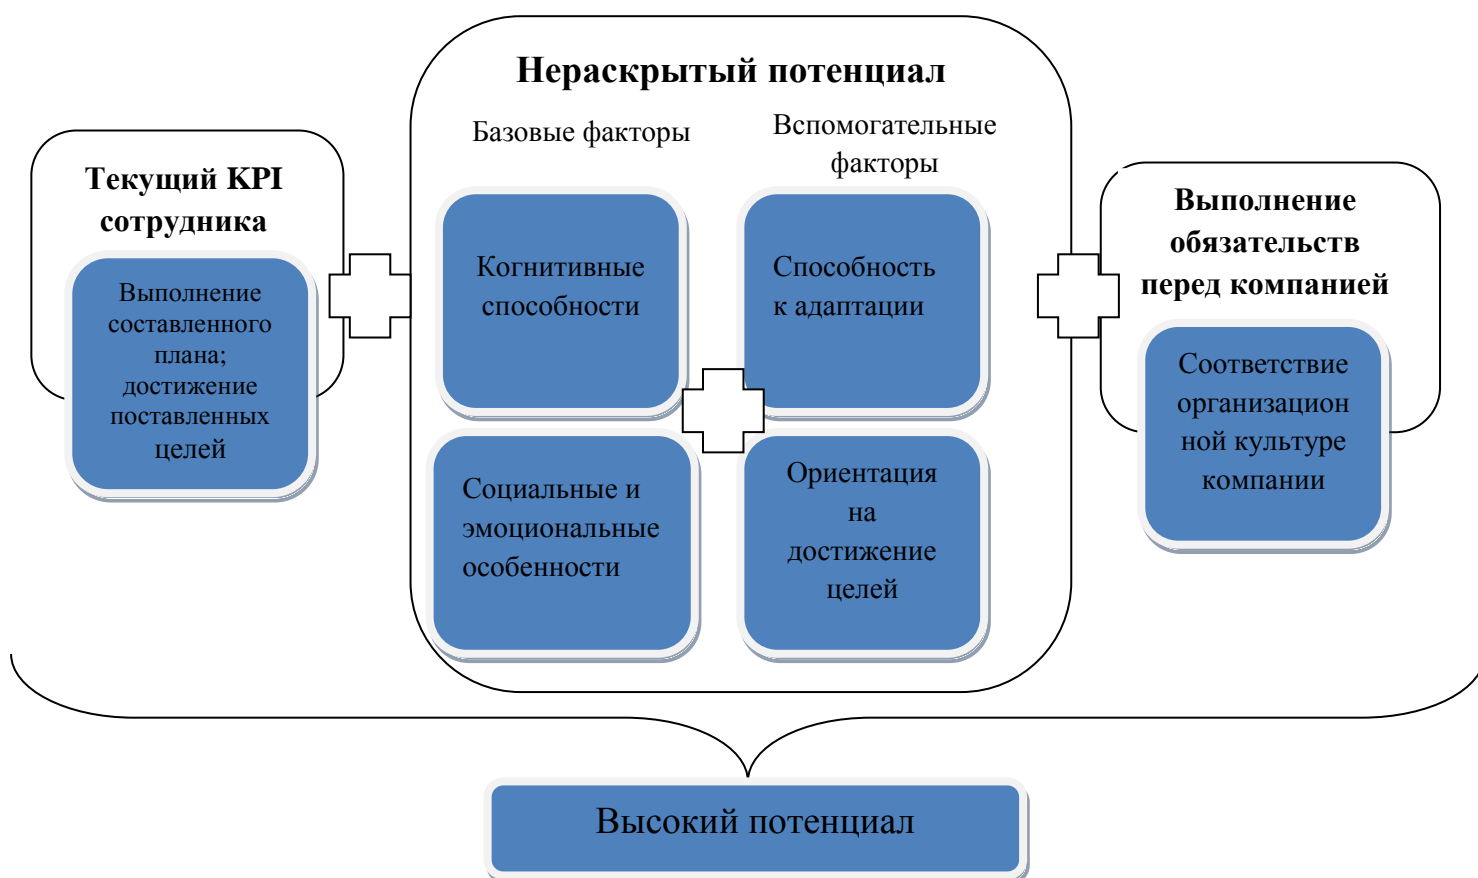 Нераскрытый потенциал
Базовые факторы
Вспомогательные
факторы
Текущий KPI
сотрудника
Выполнение
составленного
плана;
достижение
поставленных
целей
Когнитивные
способности
Способность
к адаптации
Социальные и
эмоциональные
особенности
Ориентация
на
достижение
целей
Выполнение
обязательств
перед компанией
Соответствие
организацион
ной культуре
компании
Высокий потенциал